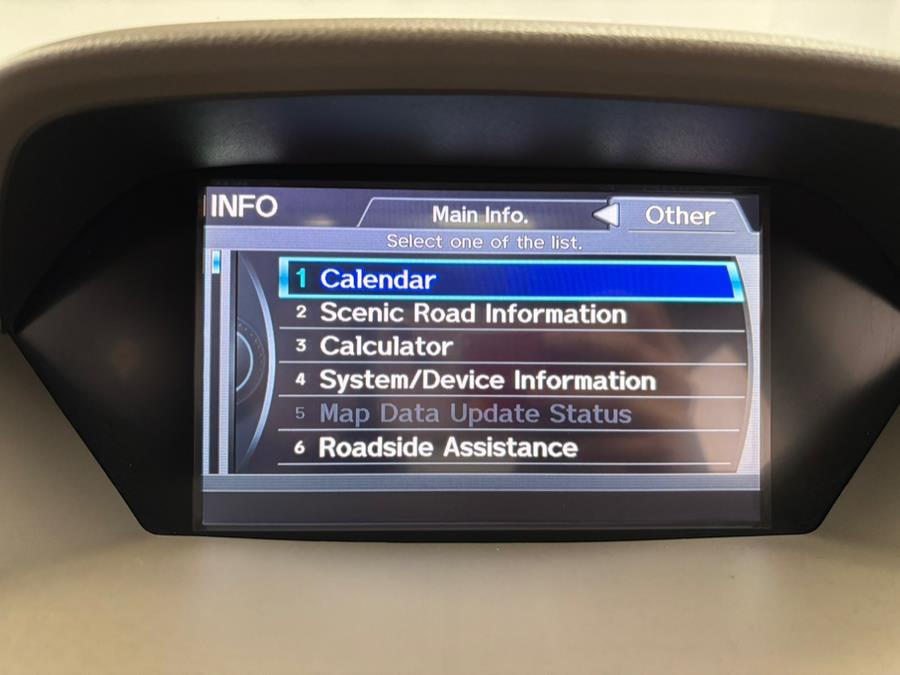 INFO
Main Info.
Other
Select one of the list.
1 Calendar
2 Scenic Road Information
3 Calculator
4 System/Device Information
5 Map Data Update Status
6 Roadside Assistance